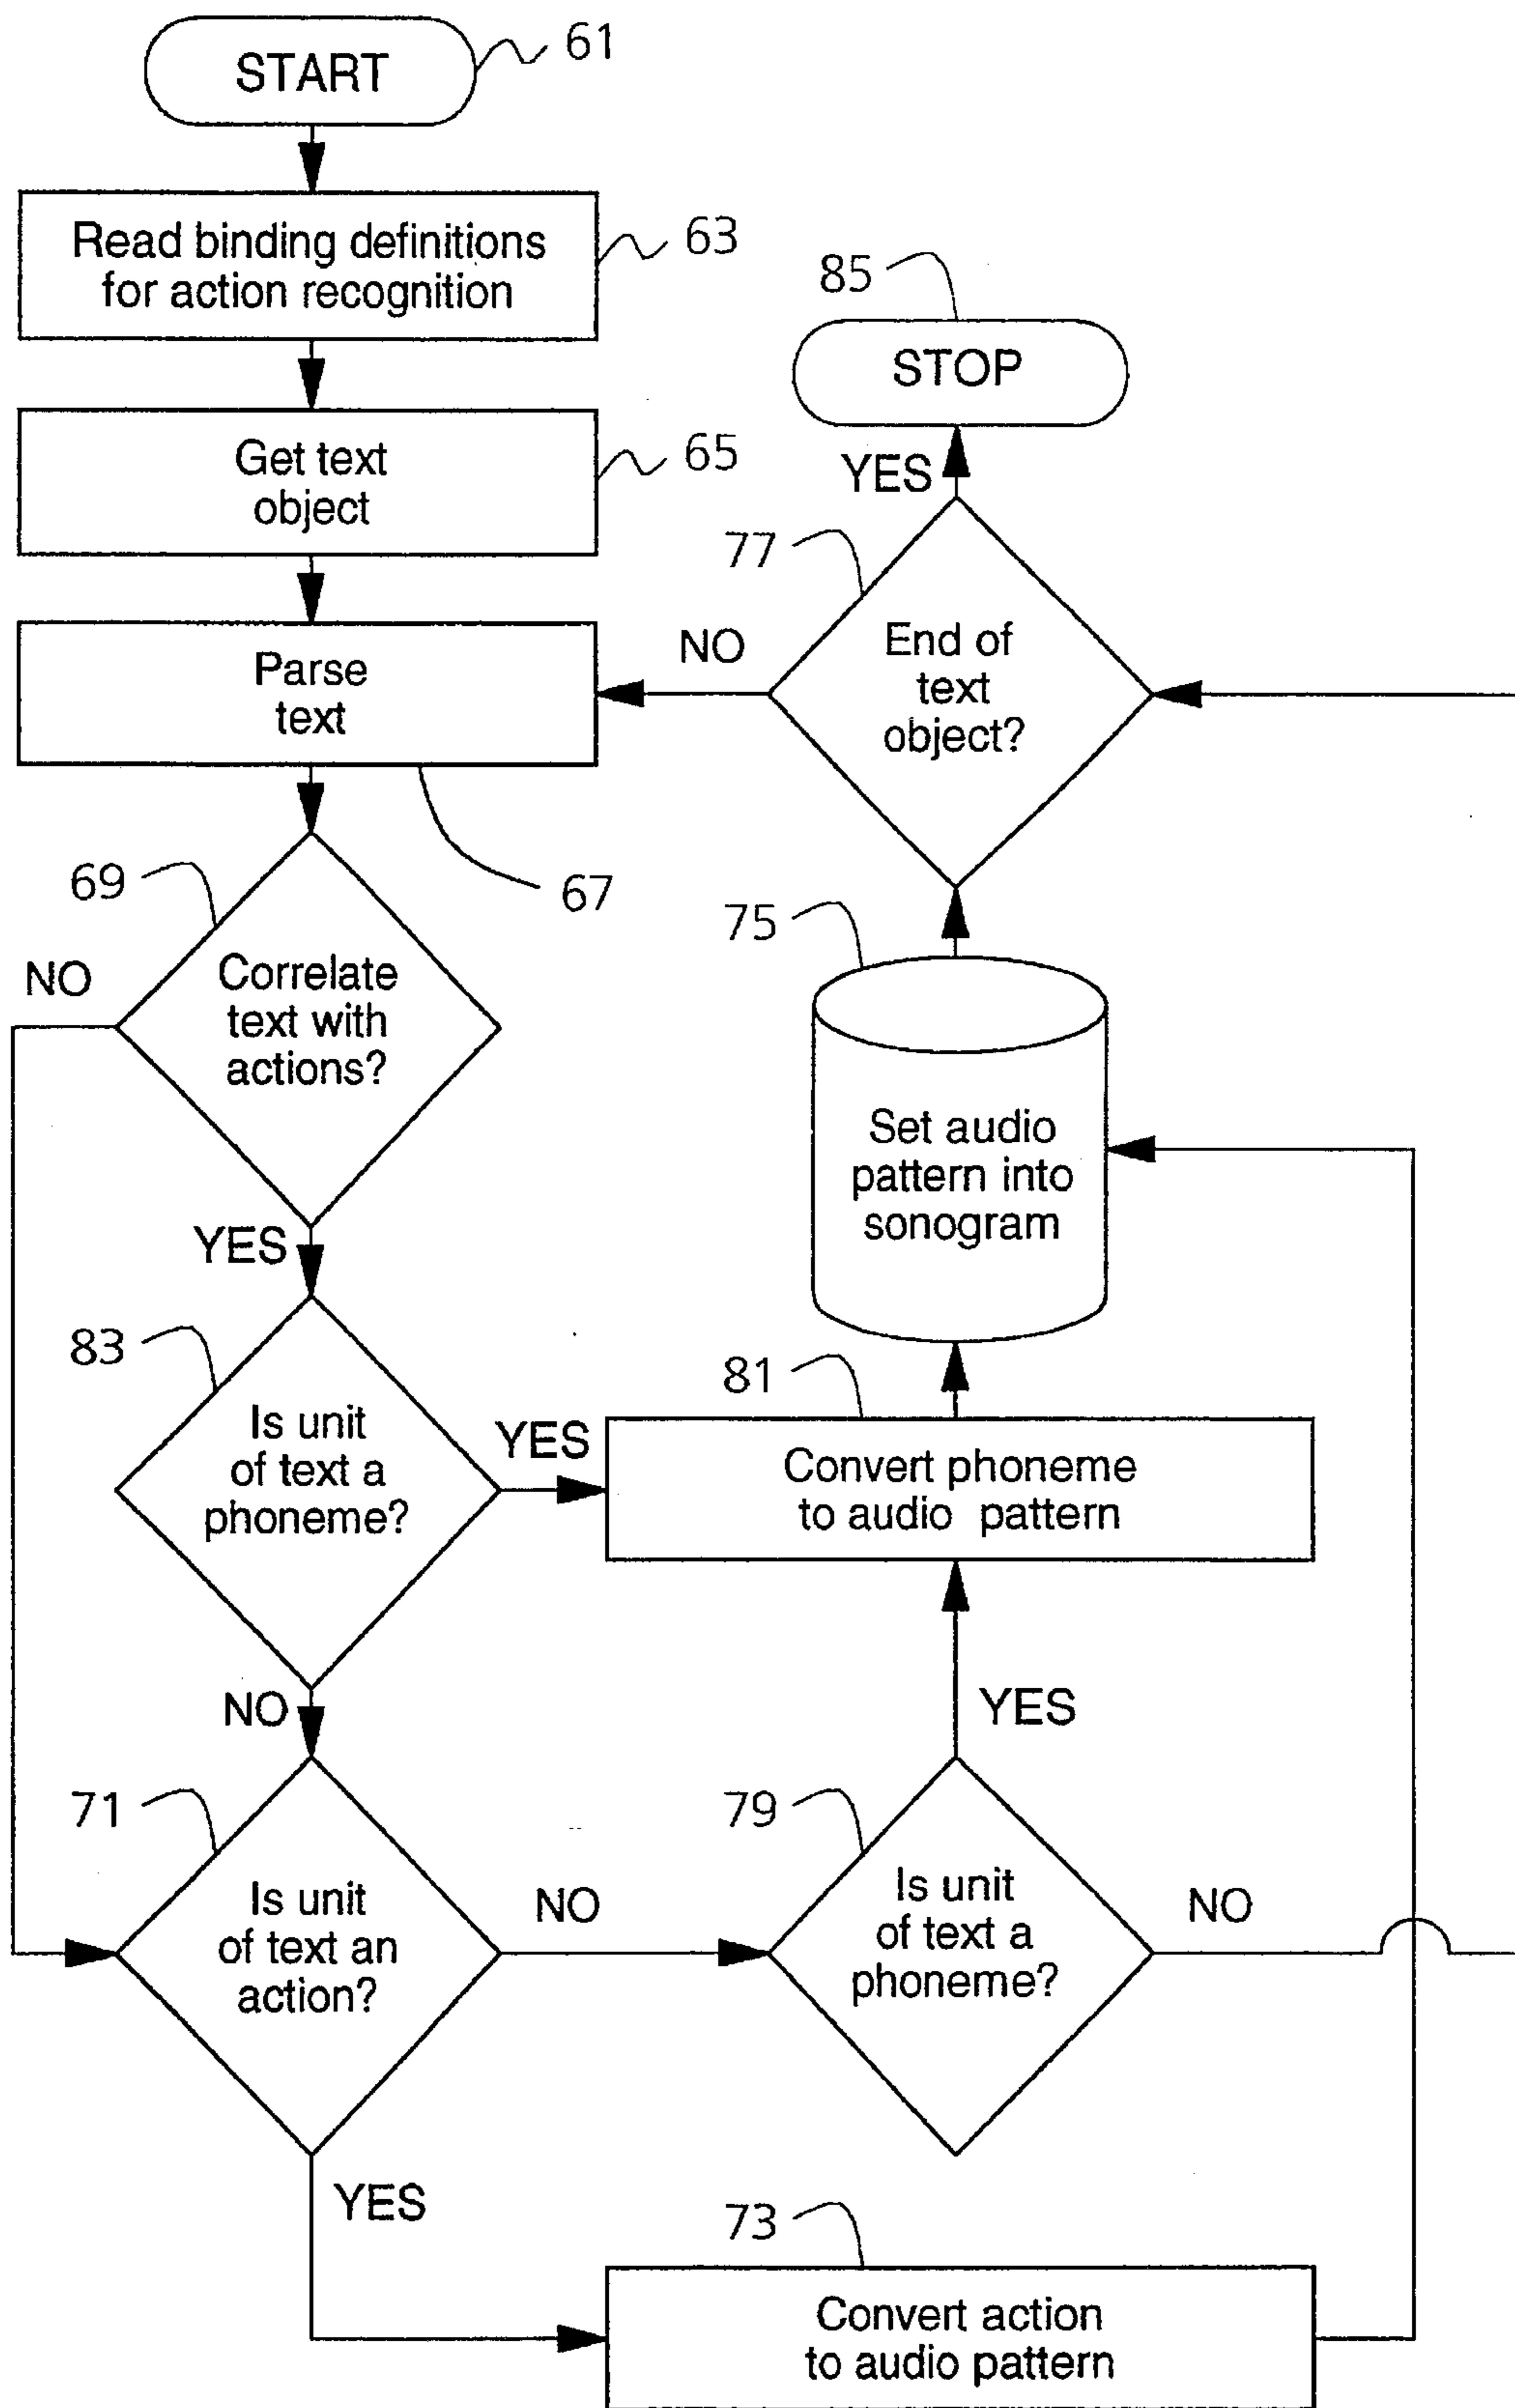 START
61
Read binding definitions
for action recognition
63
Get text
object
65
Parse
text
67
69
NO
Correlate
text with
actions?
YES
83
Is unit
of text a
phoneme?
YES
NO
71
Is unit
of text an
action?
NO
YES
73
Convert action
to audio pattern
79
Is unit
of text a
phoneme?
NO
YES
81
Convert phoneme
to audio pattern
75
Set audio
pattern into
sonogram
77
End of
text
object?
NO
YES
85
STOP